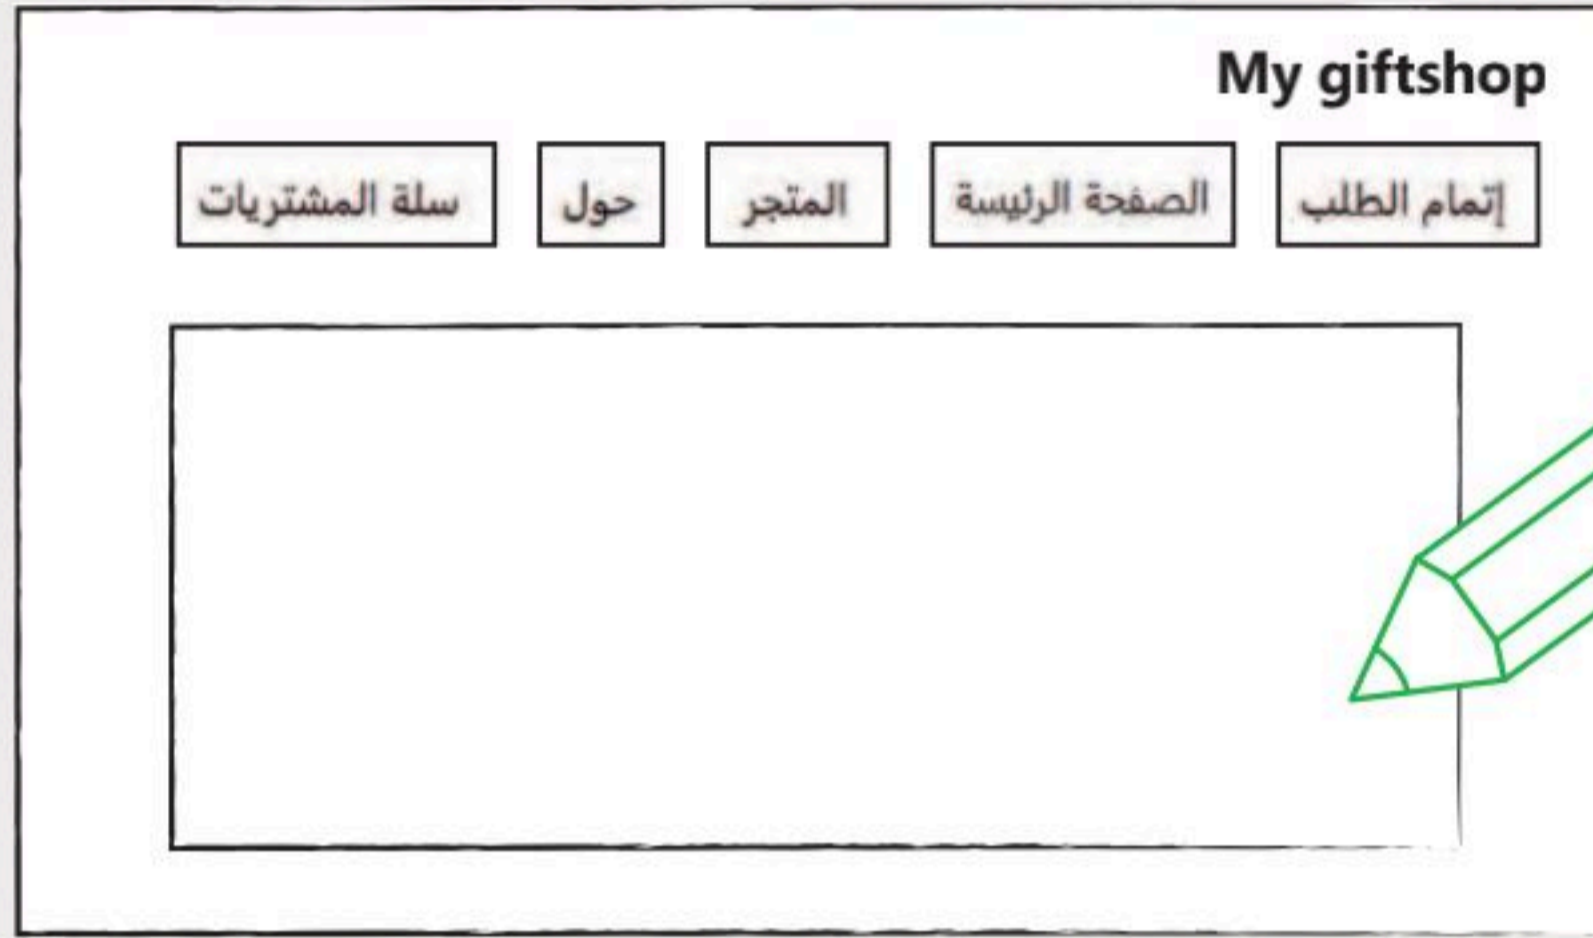 My giftshop
إتمام الطلب
الصفحة الرئيسة
المتجر
حول
سلة المشتريات